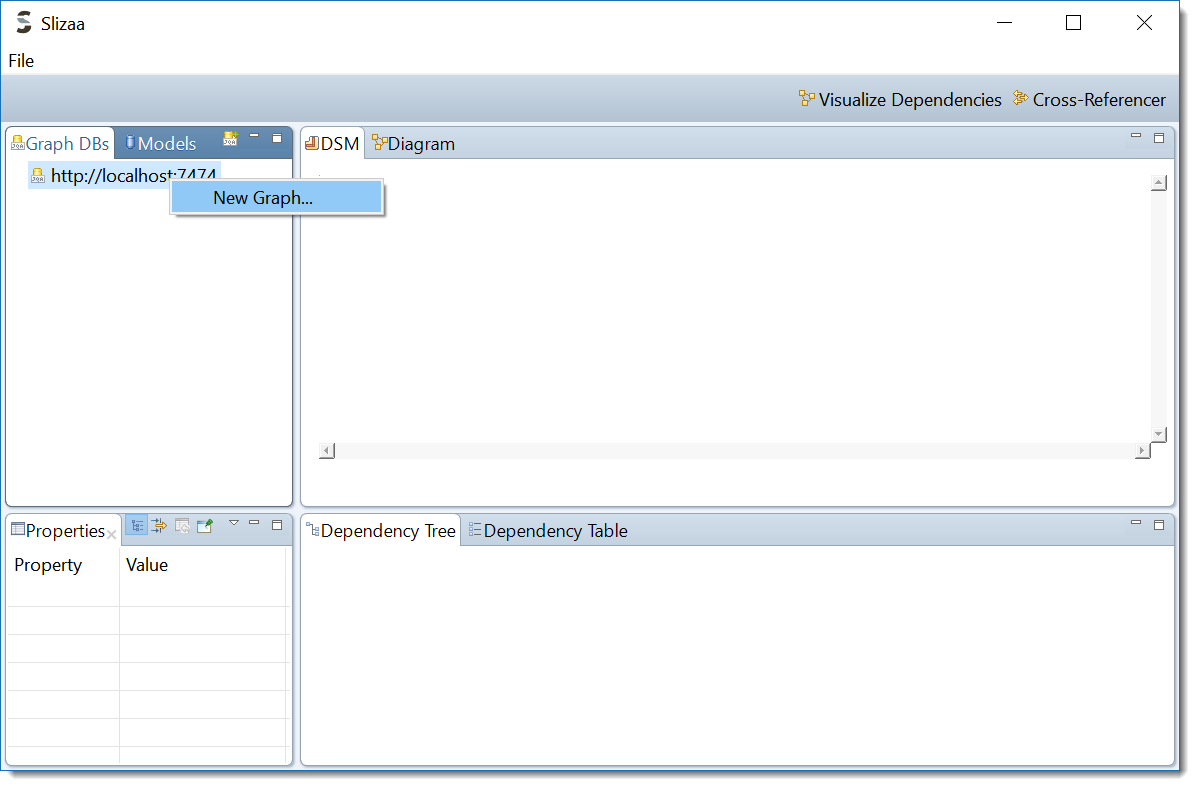 Slizaa
File
Visualize Dependencies Cross-Referencer
Graph DBs Models
DSM Diagram
http://localhost:7474
New Graph...
Properties
Dependency Tree Dependency Table
Property Value